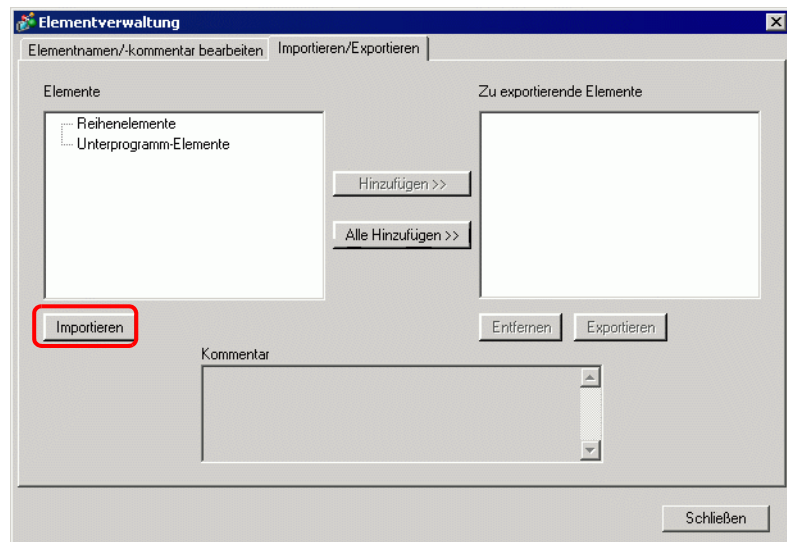 Elementverwaltung
Elementnamen/-kommentar bearbeiten
Importieren/Exportieren
Elemente
Zu exportierende Elemente
Reihenelemente
Unterprogramm-Elemente
Hinzufügen >>
Alle Hinzufügen >>
Importieren
Entfernen
Exportieren
Kommentar
Schließen